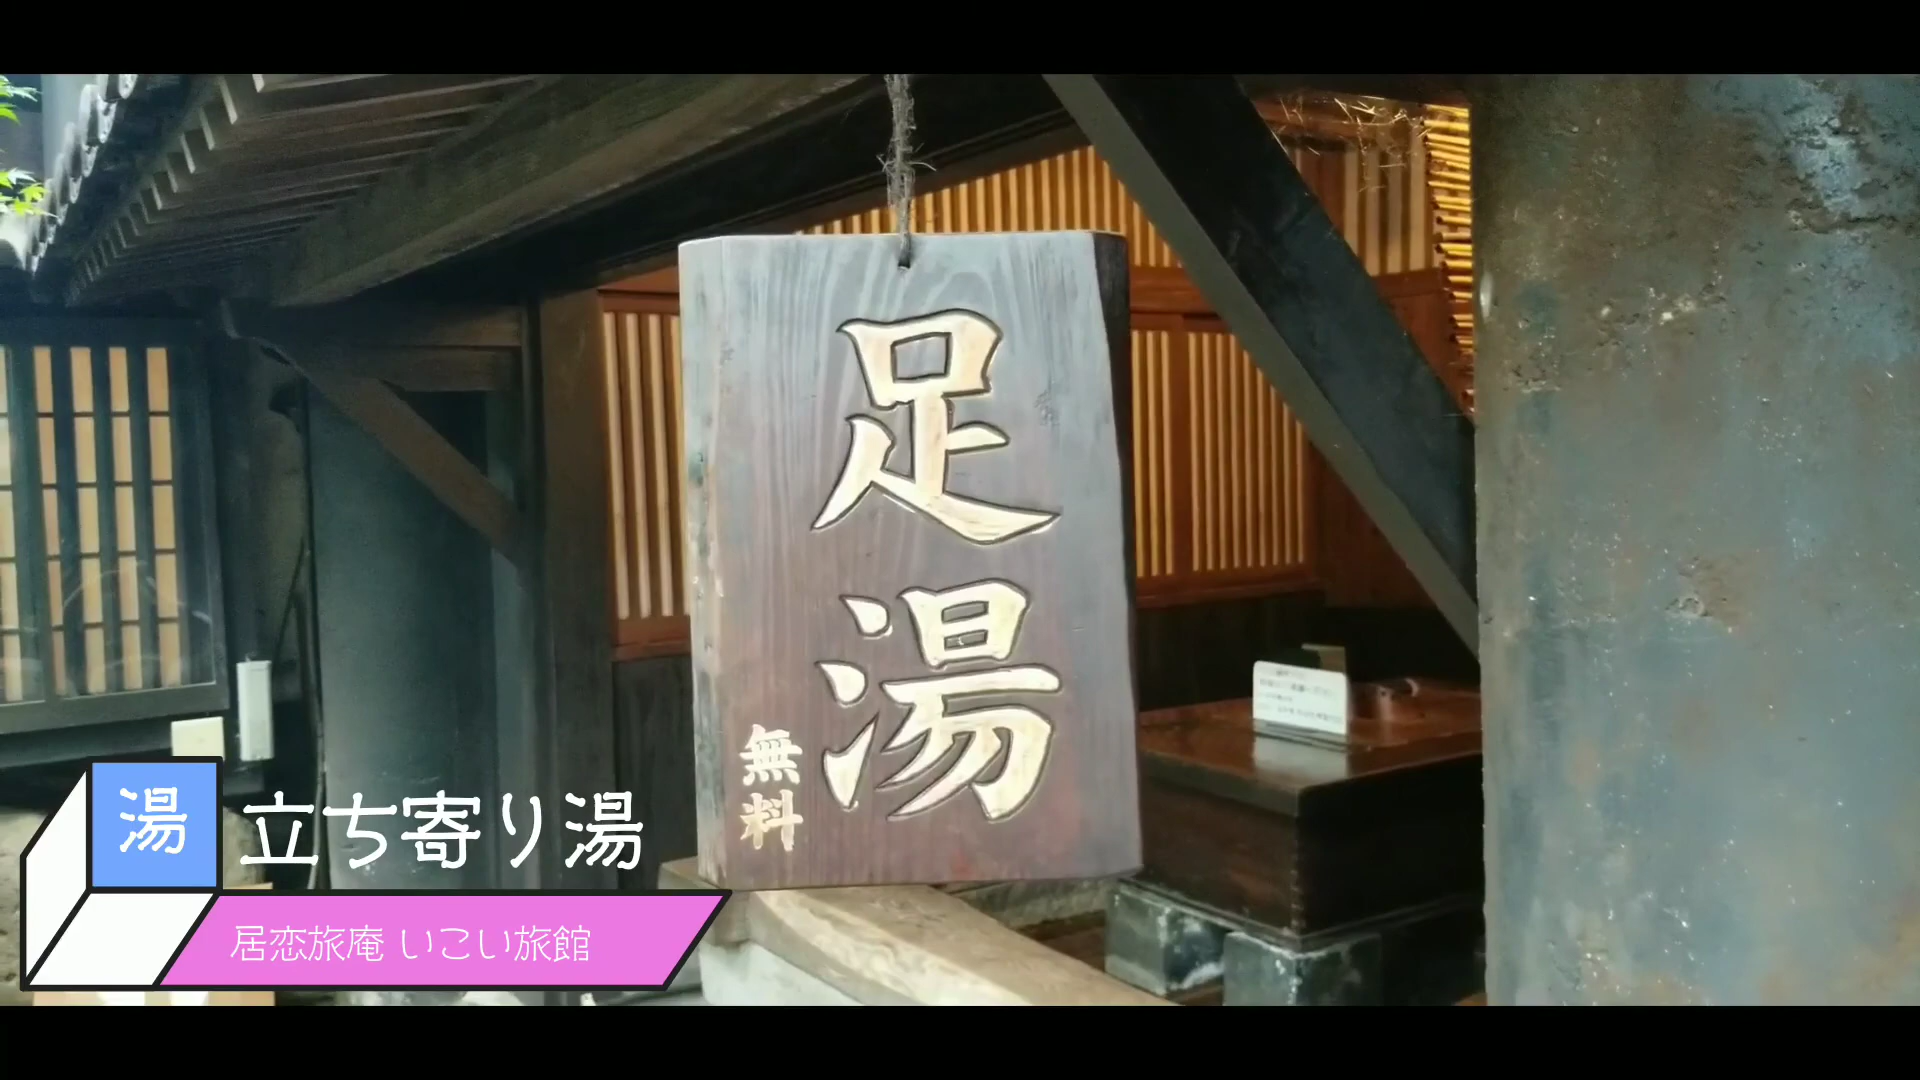 足湯
無料
湯
立ち寄り湯
居恋旅庵 いこい旅館